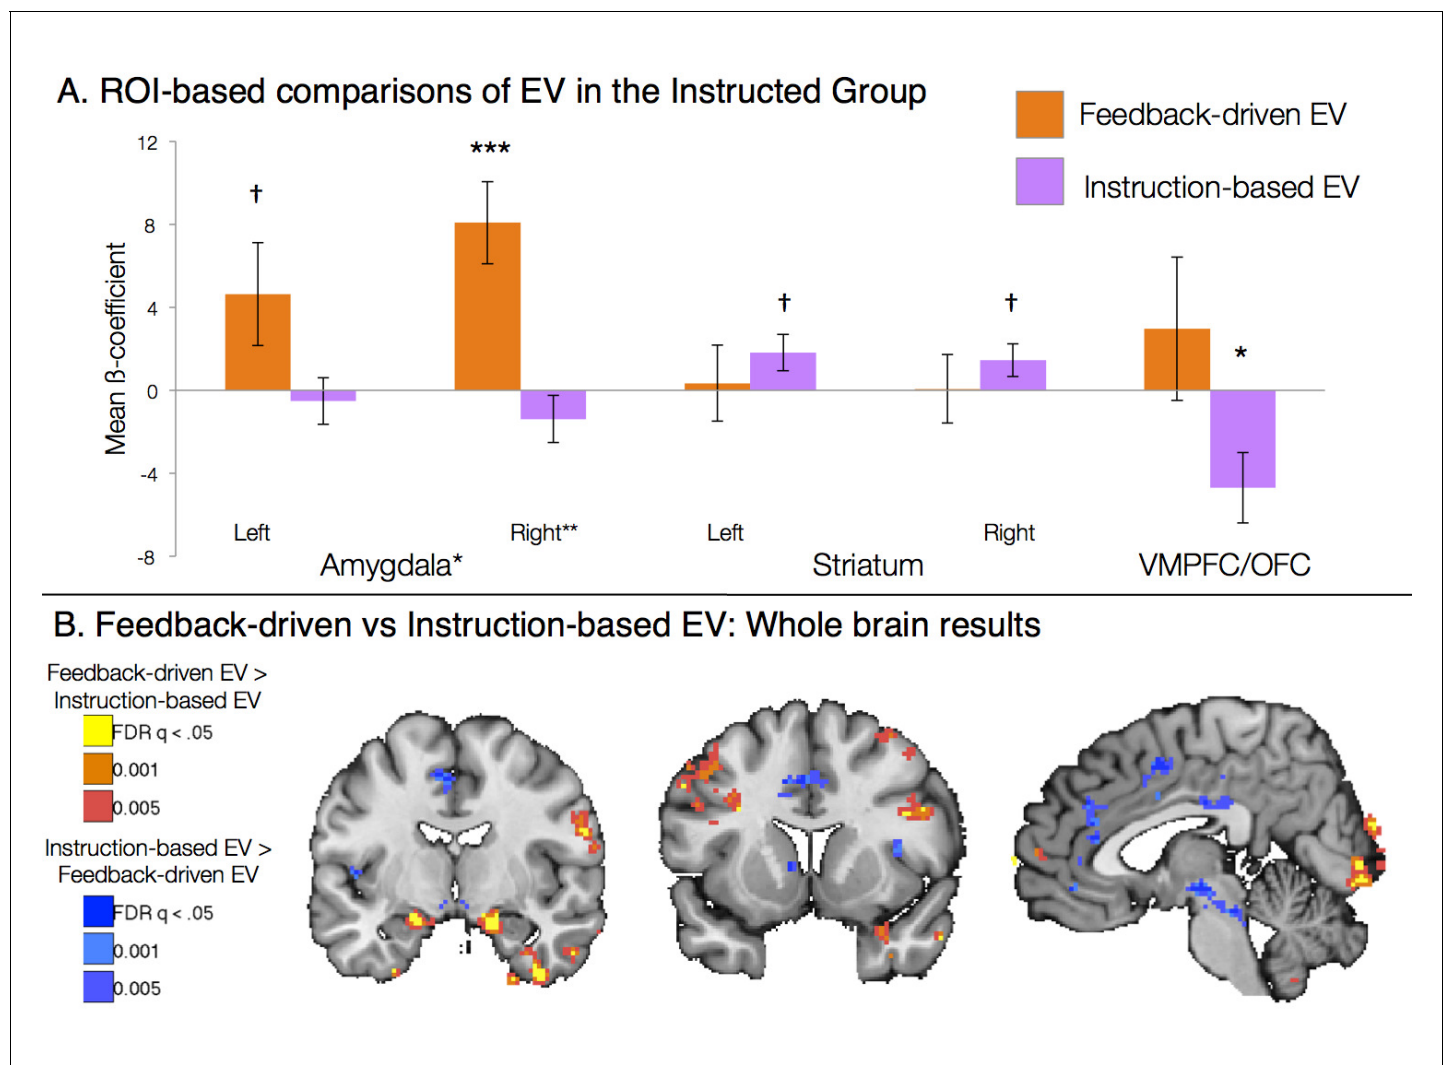 A. ROI-based comparisons of EV in the Instructed Group
Feedback-driven EV
Instruction-based EV
Mean ß-coefficient
12
8
4
0
-4
-8
†
***
†
†
*
Left
Right**
Left
Right
Amygdala*
Striatum
VMPFC/OFC
B. Feedback-driven vs Instruction-based EV: Whole brain results
Feedback-driven EV >
Instruction-based EV
FDR q < .05
0.001
0.005
Instruction-based EV >
Feedback-driven EV
FDR q < .05
0.001
0.005